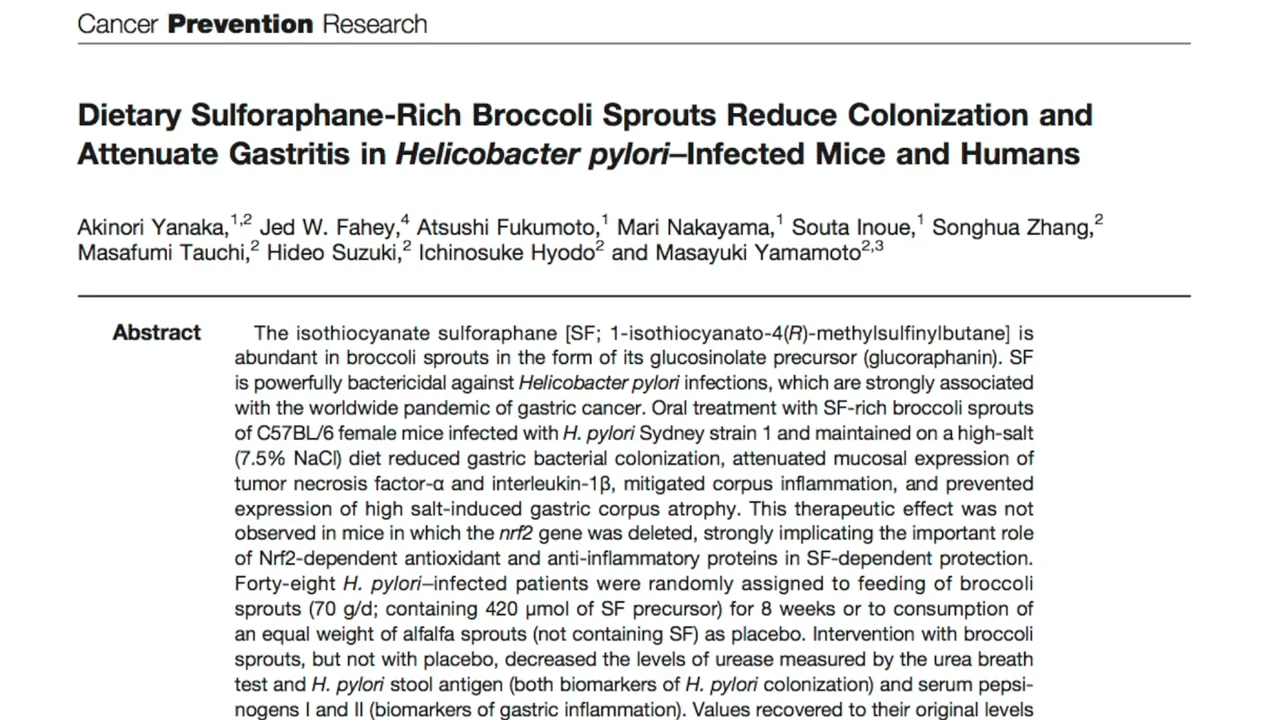 Cancer Prevention Research
Dietary Sulforaphane-Rich Broccoli Sprouts Reduce Colonization and
Attenuate Gastritis in Helicobacter pylori–Infected Mice and Humans
Akinori Yanaka,1,2 Jed W. Fahey,4 Atsushi Fukumoto,1 Mari Nakayama,1 Souta Inoue,1 Songhua Zhang,2
Masafumi Tauchi,2 Hideo Suzuki,2 Ichinosuke Hyodo2 and Masayuki Yamamoto2,3
Abstract The isothiocyanate sulforaphane [SF; 1-isothiocyanato-4(R)-methylsulfinylbutane] is
abundant in broccoli sprouts in the form of its glucosinolate precursor (glucoraphanin). SF
is powerfully bactericidal against Helicobacter pylori infections, which are strongly associated
with the worldwide pandemic of gastric cancer. Oral treatment with SF-rich broccoli sprouts
of C57BL/6 female mice infected with H. pylori Sydney strain 1 and maintained on a high-salt
(7.5% NaCl) diet reduced gastric bacterial colonization, attenuated mucosal expression of
tumor necrosis factor-α and interleukin-1β, mitigated corpus inflammation, and prevented
expression of high salt-induced gastric corpus atrophy. This therapeutic effect was not
observed in mice in which the nrf2 gene was deleted, strongly implicating the important role
of Nrf2-dependent antioxidant and anti-inflammatory proteins in SF-dependent protection.
Forty-eight H. pylori–infected patients were randomly assigned to feeding of broccoli
sprouts (70 g/d; containing 420 μmol of SF precursor) for 8 weeks or to consumption of
an equal weight of alfalfa sprouts (not containing SF) as placebo. Intervention with broccoli
sprouts, but not with placebo, decreased the levels of urease measured by the urea breath
test and H. pylori stool antigen (both biomarkers of H. pylori colonization) and serum pepsi-
nogens I and II (biomarkers of gastric inflammation). Values recovered to their original levels